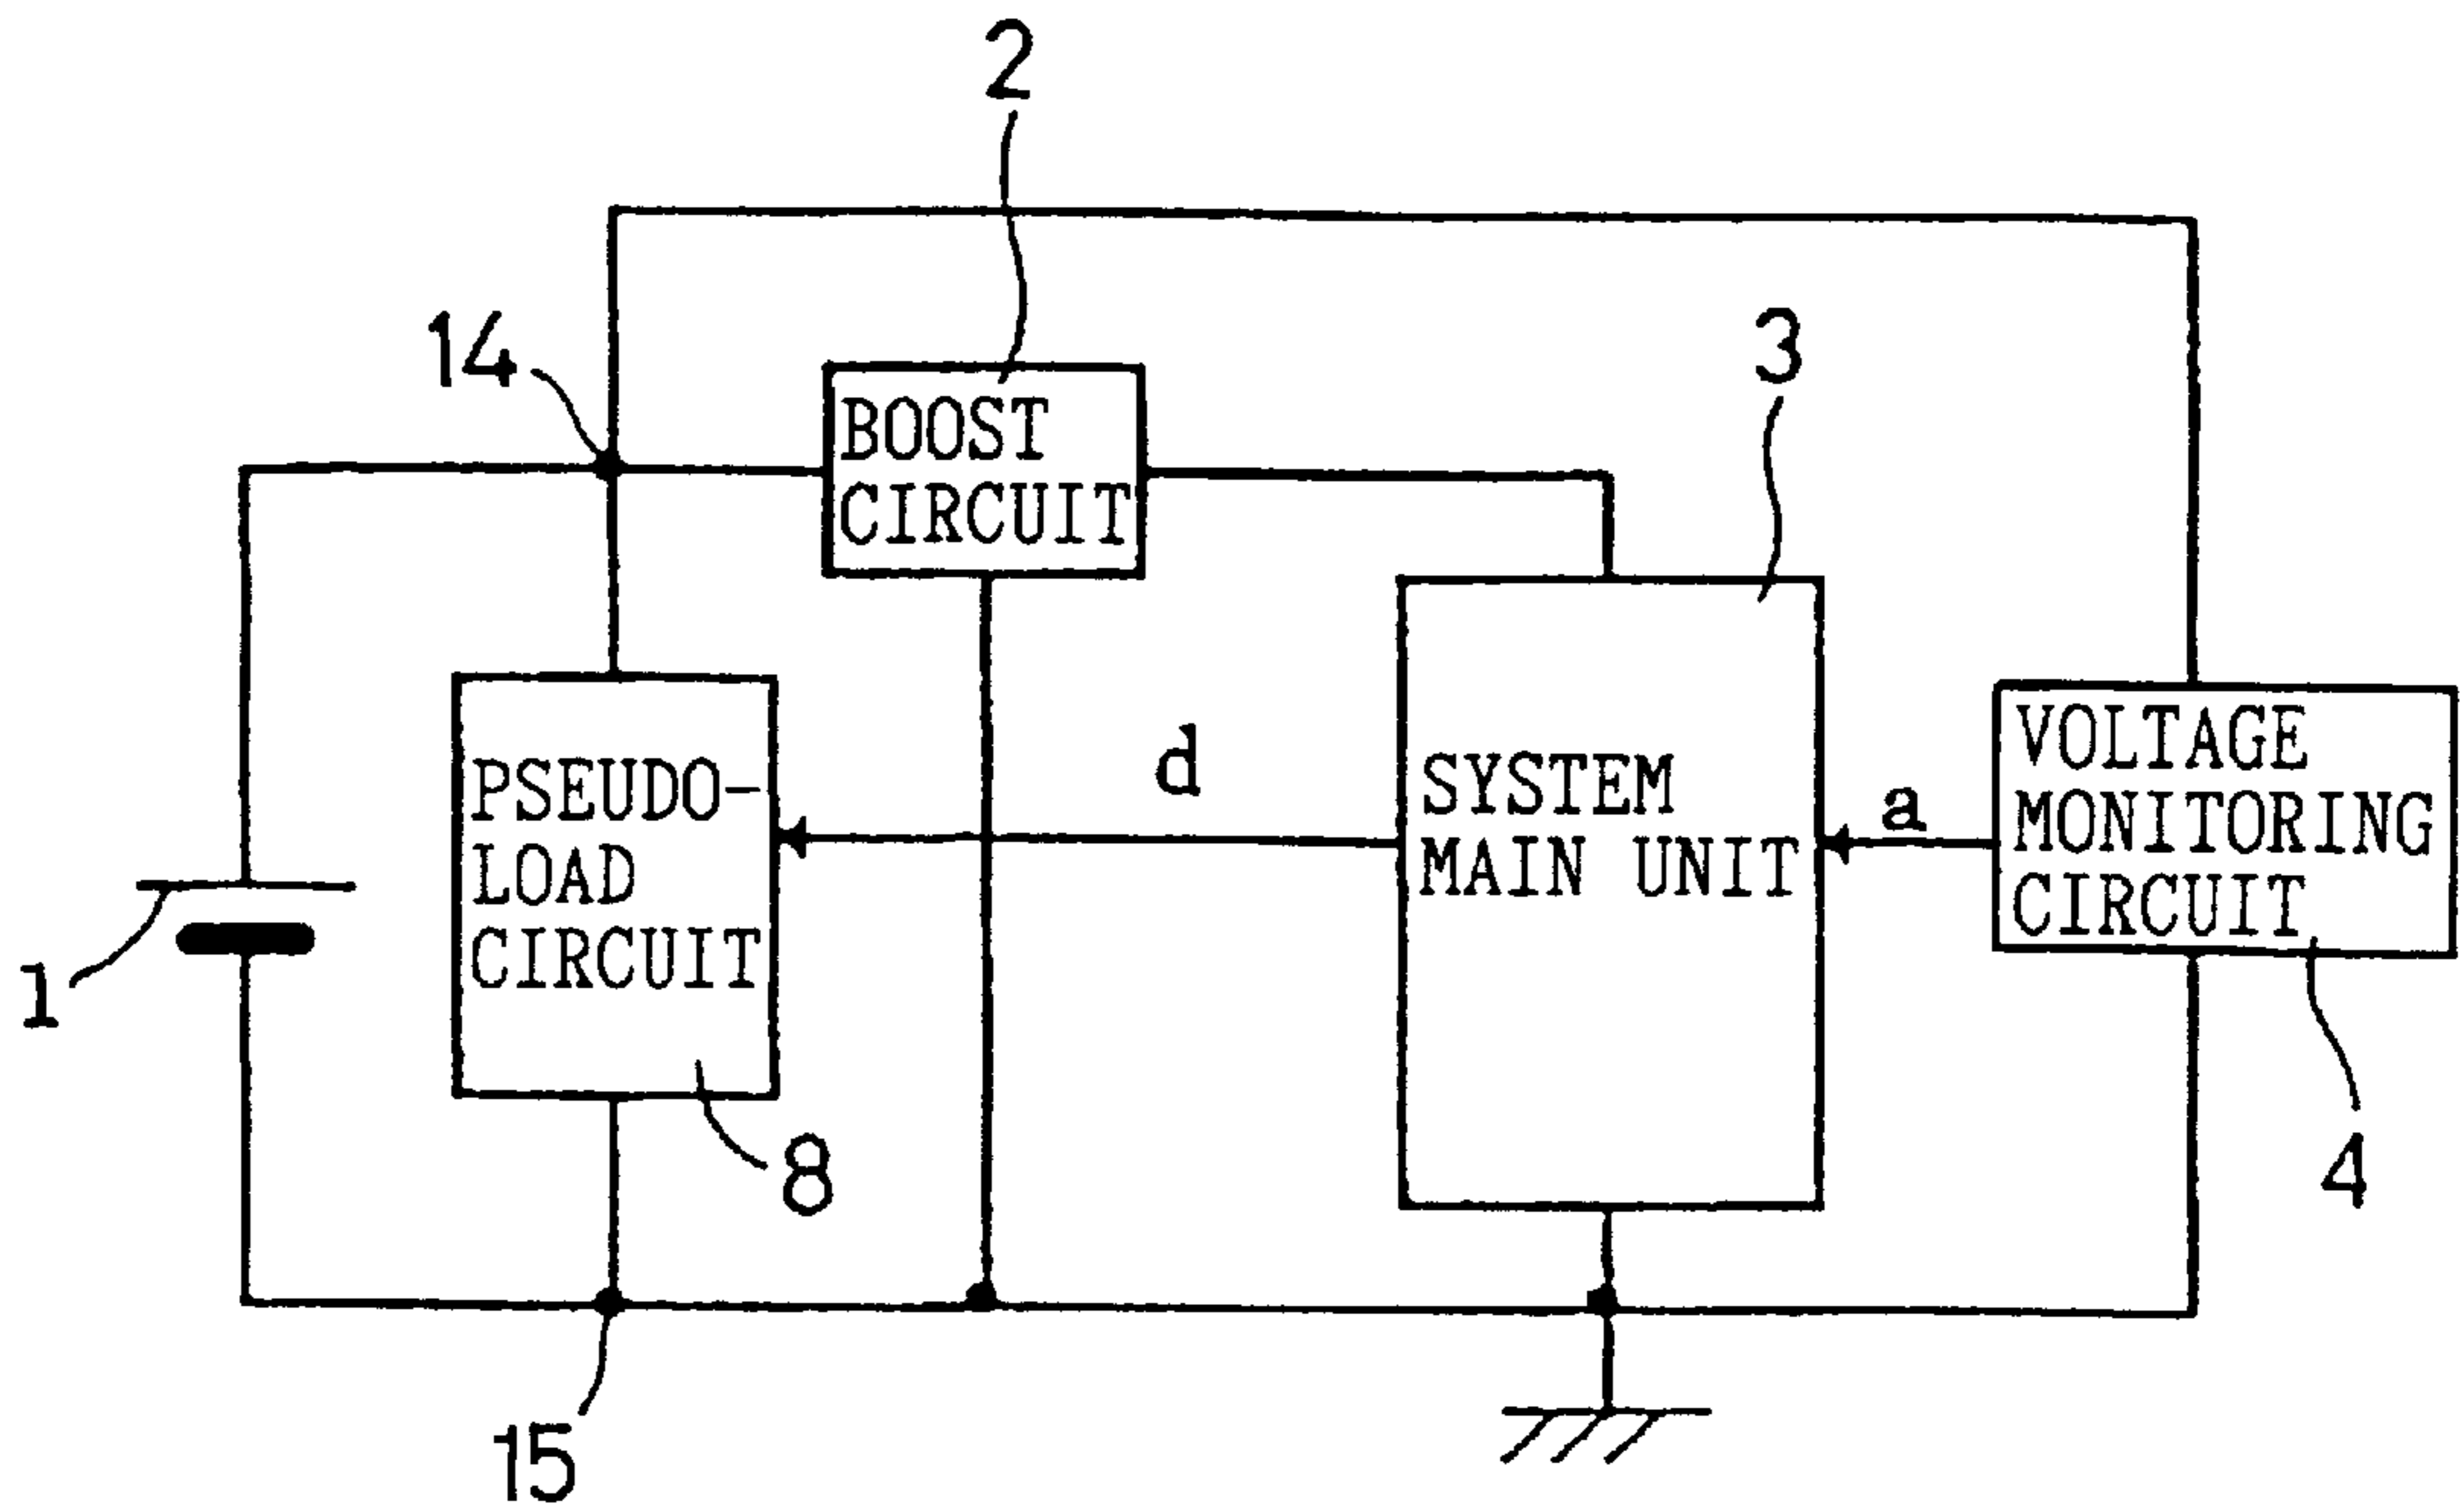 2
14
3
BOOST
CIRCUIT
d
PSEUDO-
LOAD
CIRCUIT
SYSTEM
MAIN UNIT
a
VOLTAGE
MONITORING
CIRCUIT
1
8
4
15